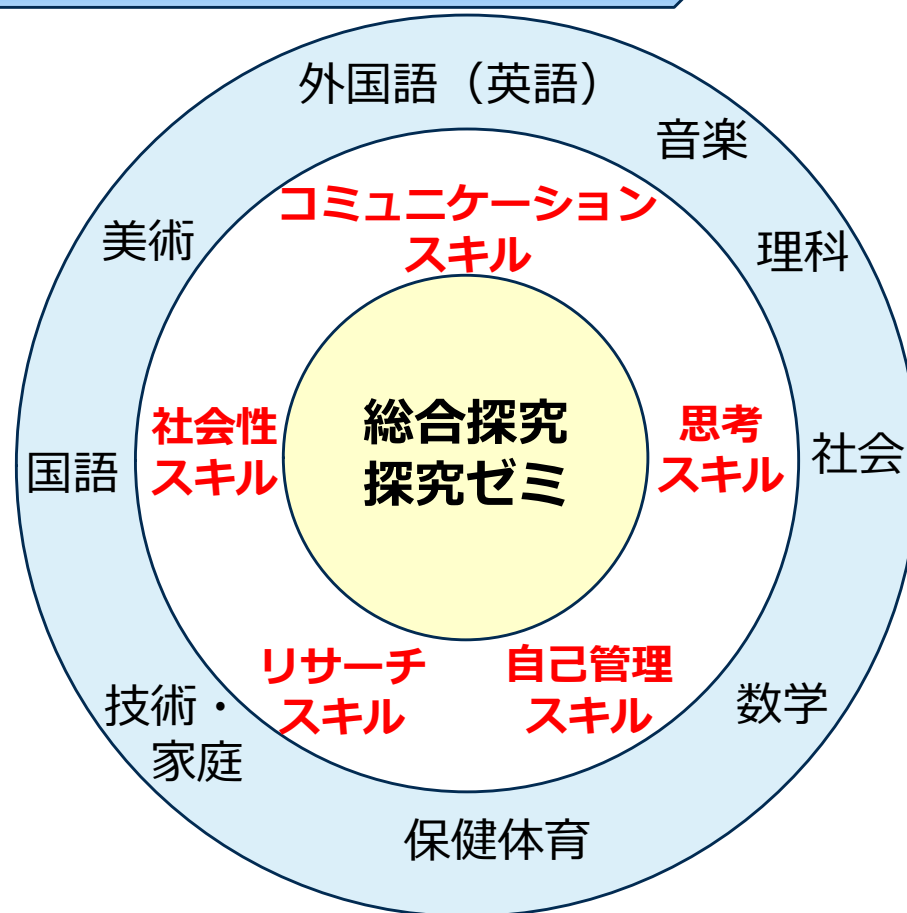 外国語（英語）
音楽
美術
理科
コミュニケーション
スキル
社会性
スキル
総合探究
探究ゼミ
思考
スキル
国語
社会
リサーチ
スキル
自己管理
スキル
技術・
家庭
数学
保健体育